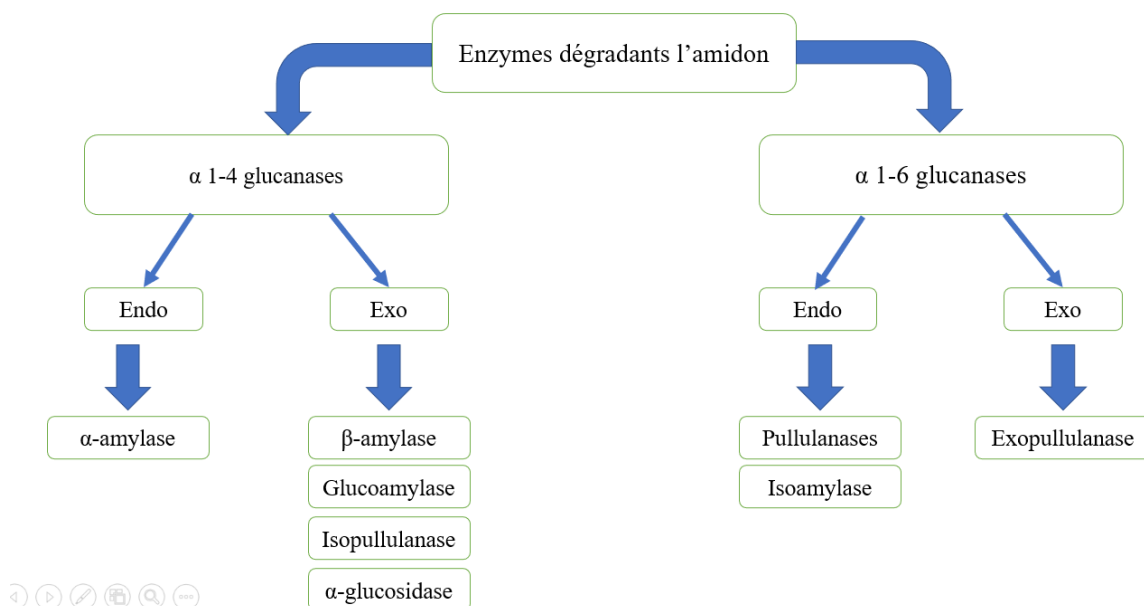 Enzymes dégradants l’amidon
α 1-4 glucanases
α 1-6 glucanases
Endo
Exo
Endo
Exo
α-amylase
β-amylase
Pullulanases
Exopullulanase
Glucoamylase
Isoamylase
Isopullulanase
α-glucosidase